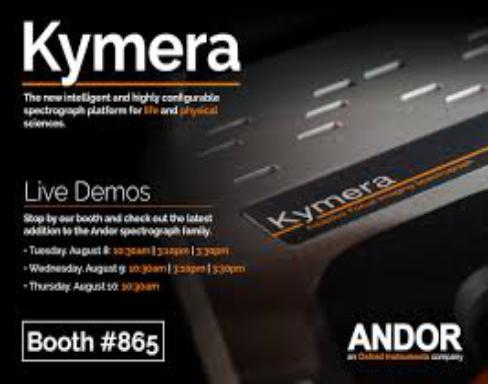 Kymera
The new intelligent and highly configurable
spectrograph platform for life and physical
sciences.
Live Demos
Stop by our booth and check out the latest
addition to the Andor spectrograph family.
• Tuesday, August 8: 10:30am | 3:10pm | 3:30pm
• Wednesday, August 9: 10:30am | 3:10pm | 3:30pm
• Thursday, August 10: 10:30am
Kymera
Booth #865
ANDOR
an Oxford Instruments company